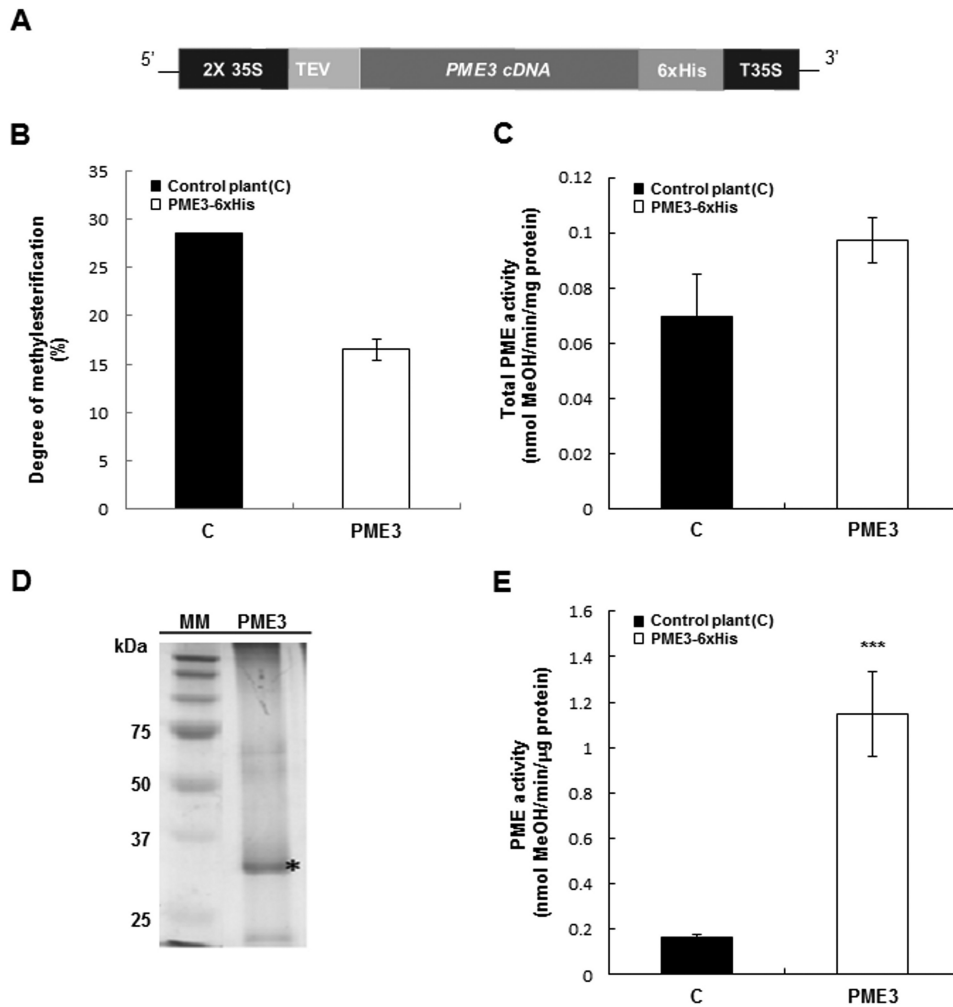 A
5' 2X 35S TEV PME3 cDNA 6xHis T35S 3'
B
Control plant (C)
PME3-6xHis
Degree of methylesterification
(%)
35
30
25
20
15
10
5
0
C PME3
C
Control plant (C)
PME3-6xHis
Total PME activity
(nmol MeOH/min/mg protein)
0.12
0.1
0.08
0.06
0.04
0.02
0
C PME3
D
MM PME3
kDa
75
50
37
*
25
E
Control plant (C)
PME3-6xHis
***
PME activity
(nmol MeOH/min/µg protein)
1.6
1.4
1.2
1
0.8
0.6
0.4
0.2
0
C PME3